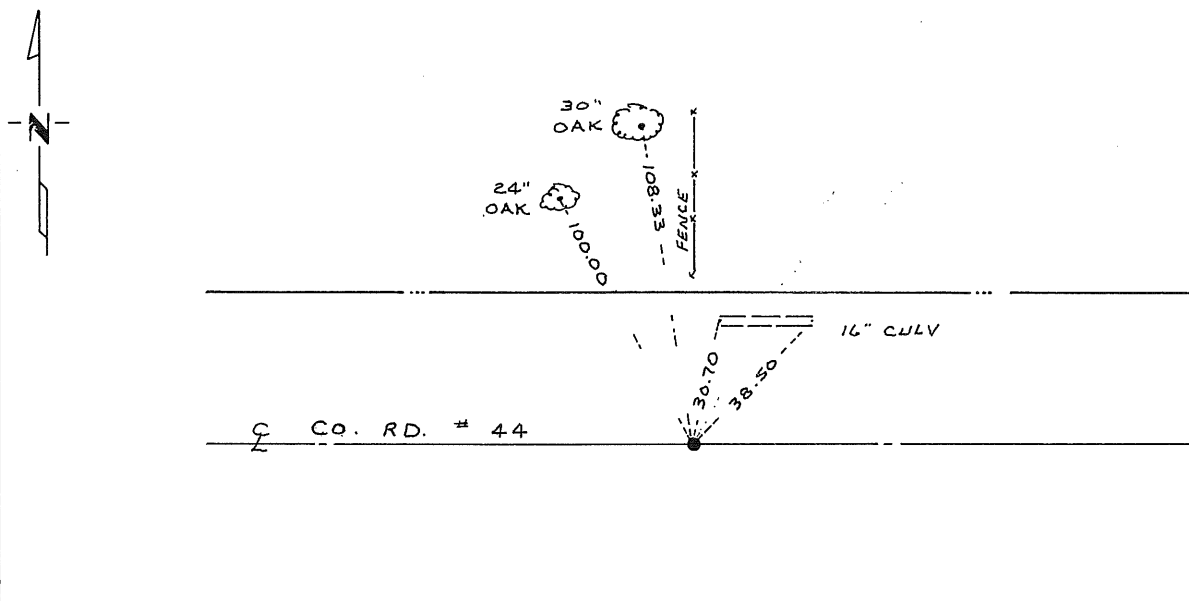 N
30"
OAK
24"
OAK
108.33
100.00
FENCE
16" CULV
30.70
38.50
℄ CO. RD. # 44